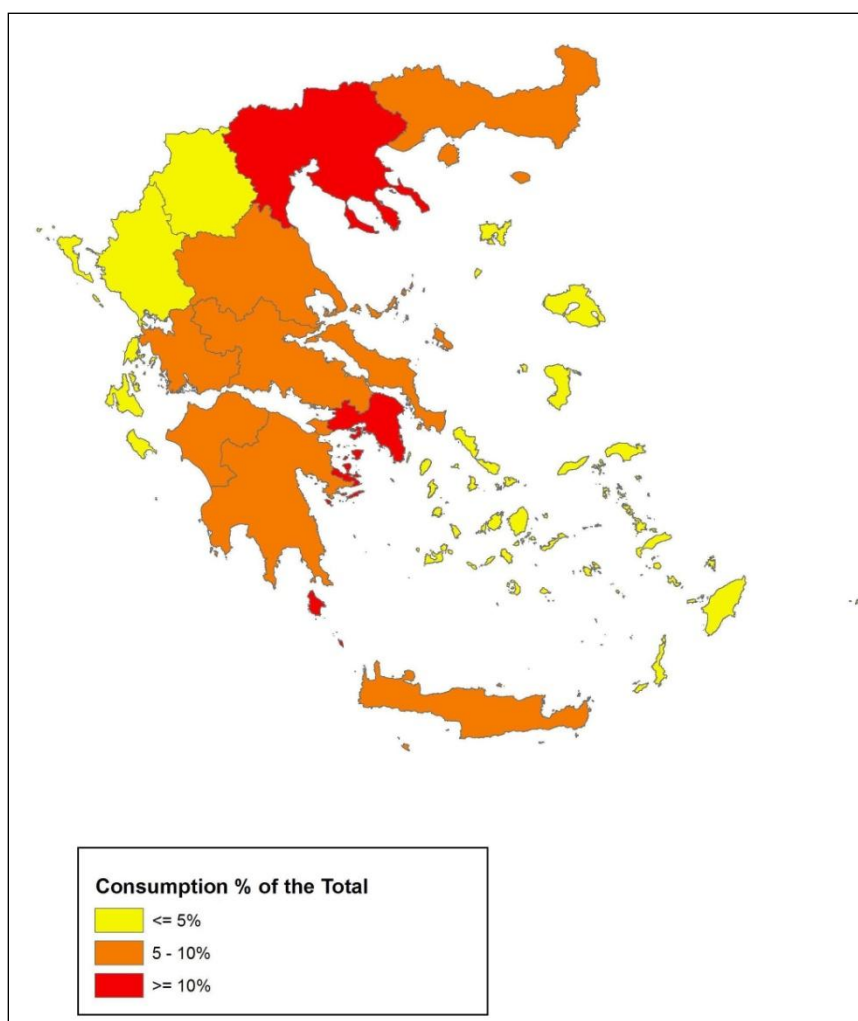 Consumption % of the Total
<= 5%
5 - 10%
>= 10%